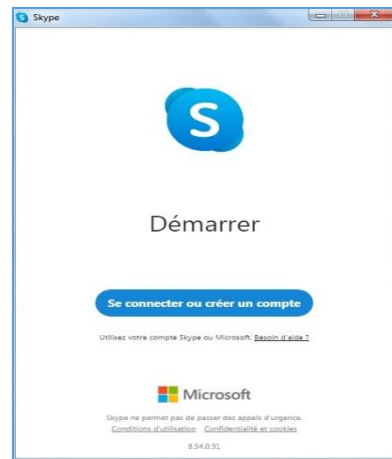 Skype
S
Démarrer
Se connecter ou créer un compte
Utilisez votre compte Skype ou Microsoft. Besoin d'aide ?
Microsoft
Skype ne permet pas de passer des appels d'urgence.
Conditions d'utilisation Confidentialité et cookies
8.54.0.91